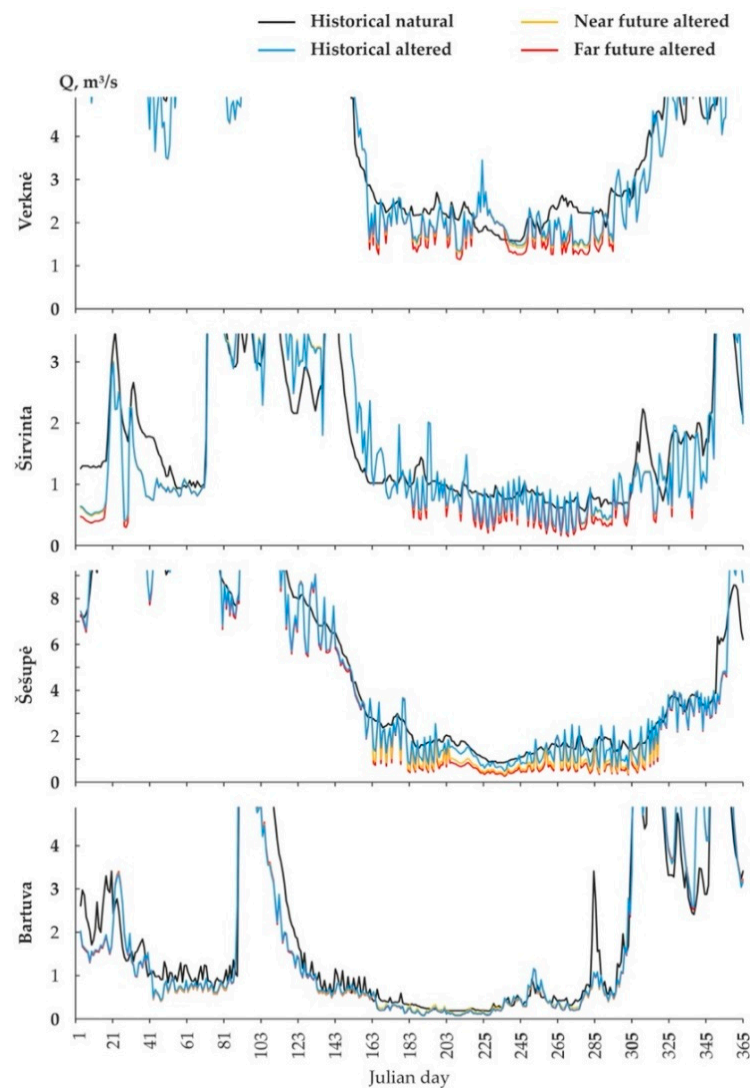 Historical natural
Near future altered
Historical altered
Far future altered
Q, m³/s
Verknė
4
3
2
1
0
Širvinta
3
2
1
0
Šešupė
8
6
4
2
0
Bartuva
4
3
2
1
0
1 21 41 61 81 103 123 143 163 183 203 225 245 265 285 305 325 345 365
Julian day